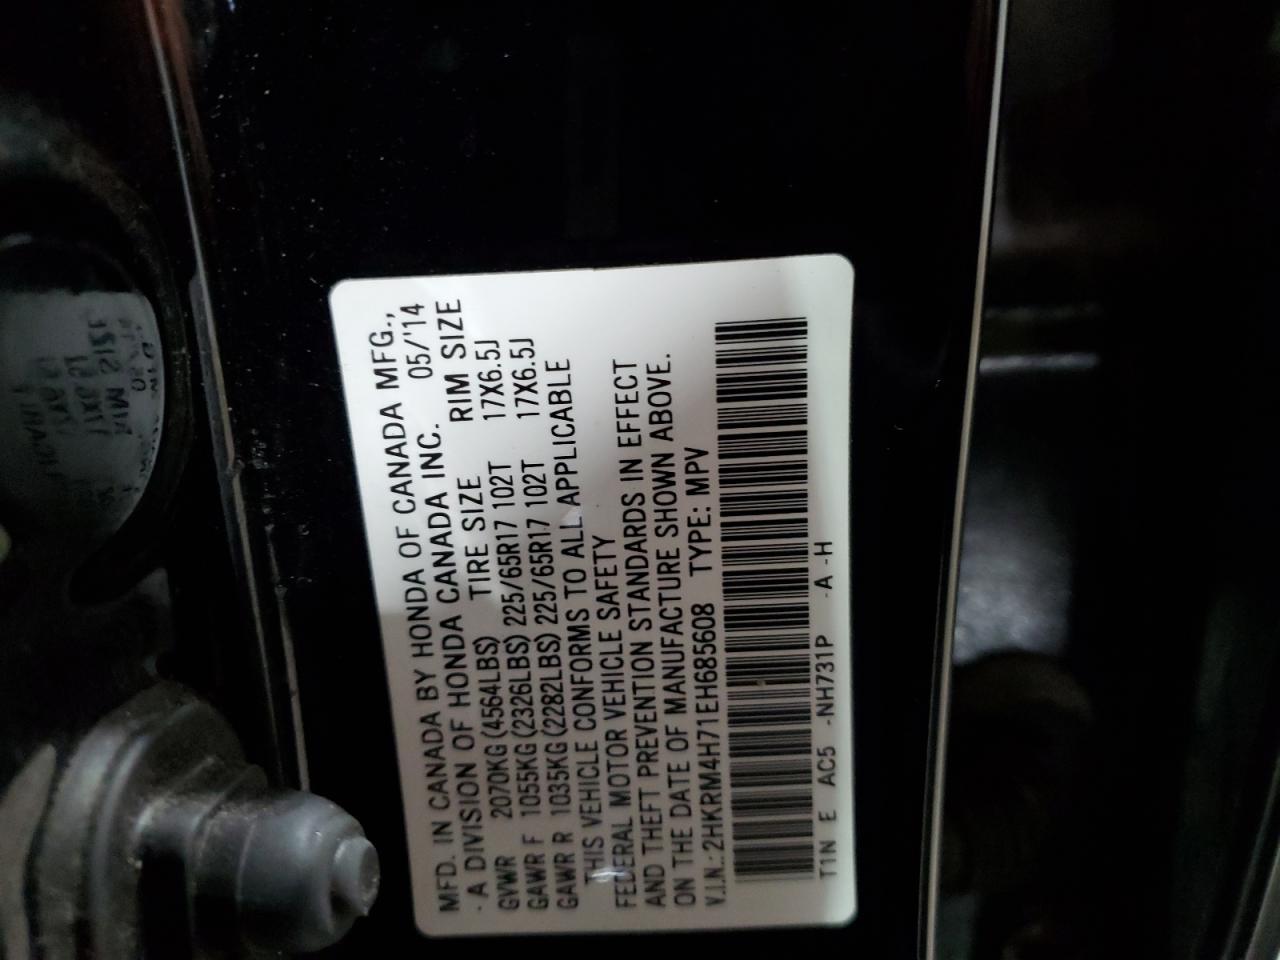 MFD. IN CANADA BY HONDA OF CANADA MFG.,
- A DIVISION OF HONDA CANADA INC. 05/'14
GVWR 2070KG (4564LBS) TIRE SIZE RIM SIZE
GAWR F 1055KG (2326LBS) 225/65R17 102T 17X6.5J
GAWR R 1035KG (2282LBS) 225/65R17 102T 17X6.5J
THIS VEHICLE CONFORMS TO ALL APPLICABLE
FEDERAL MOTOR VEHICLE SAFETY
AND THEFT PREVENTION STANDARDS IN EFFECT
ON THE DATE OF MANUFACTURE SHOWN ABOVE.
V.I.N.: 2HKRM4H71EH685608 TYPE: MPV
T1N E AC5 -NH731P -A -H